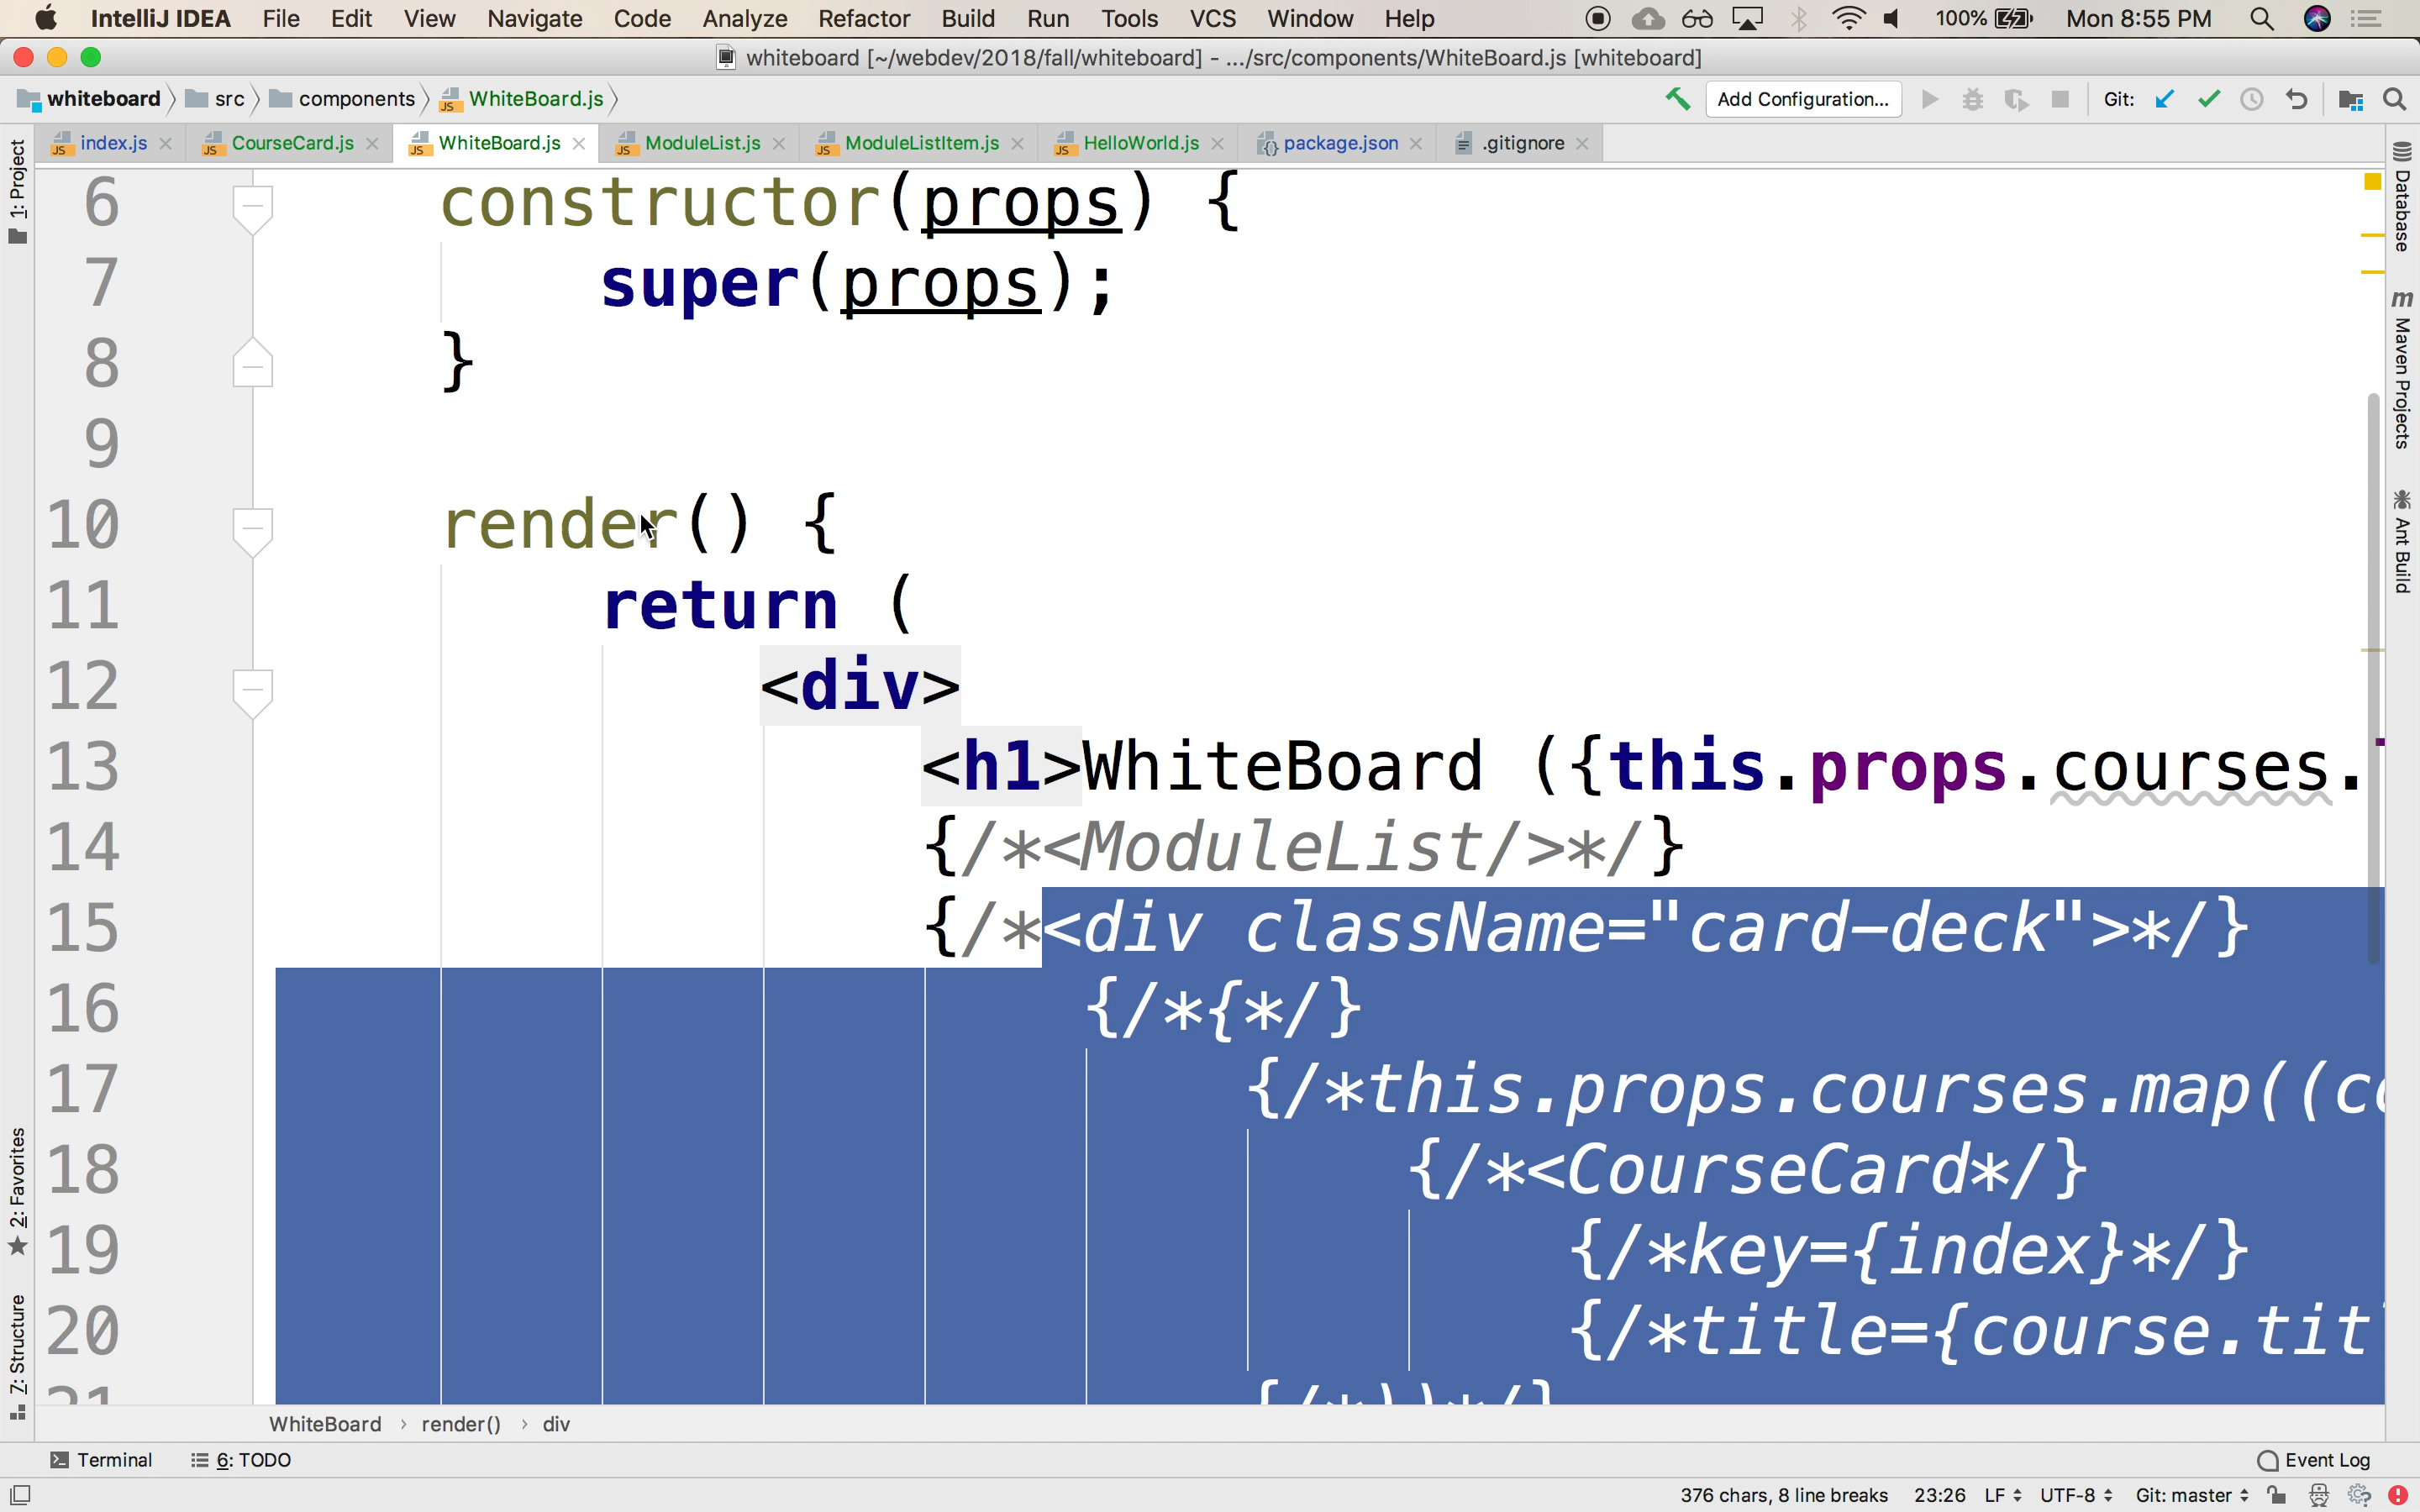 IntelliJ IDEA File Edit View Navigate Code Analyze Refactor Build Run Tools VCS Window Help 100% Mon 8:55 PM
whiteboard [~/webdev/2018/fall/whiteboard] - .../src/components/WhiteBoard.js [whiteboard]
whiteboard src components WhiteBoard.js Add Configuration... Git:
index.js CourseCard.js WhiteBoard.js ModuleList.js ModuleListItem.js HelloWorld.js package.json .gitignore
1: Project
2: Favorites
7: Structure
6 constructor(props) {
7 super(props);
8 }
9
10 render() {
11 return (
12 <div>
13 <h1>WhiteBoard ({this.props.courses.
14 {/*<ModuleList/>*/}
15 {/*<div className="card-deck">*/}
16 {/*{*/}
17 {/*this.props.courses.map((co
18 {/*<CourseCard*/}
19 {/*key={index}*/}
20 {/*title={course.tit
21 {/*))*/}
Database
Maven Projects
Ant Build
WhiteBoard › render() › div
Terminal 6: TODO Event Log
376 chars, 8 line breaks 23:26 LF UTF-8 Git: master